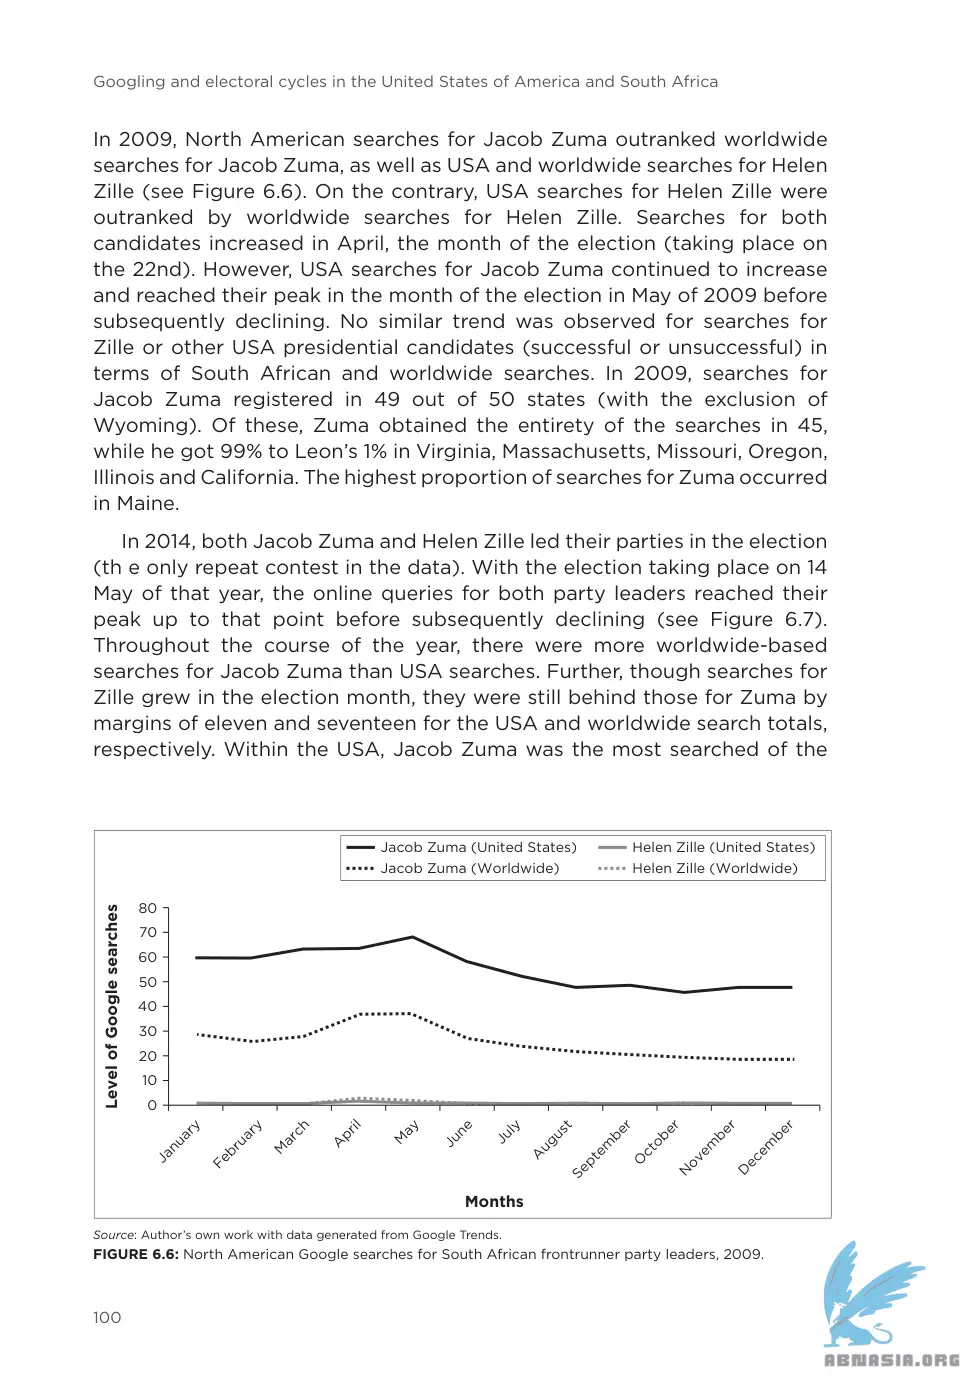 Googling and electoral cycles in the United States of America and South Africa
In 2009, North American searches for Jacob Zuma outranked worldwide
searches for Jacob Zuma, as well as USA and worldwide searches for Helen
Zille (see Figure 6.6). On the contrary, USA searches for Helen Zille were
outranked by worldwide searches for Helen Zille. Searches for both
candidates increased in April, the month of the election (taking place on
the 22nd). However, USA searches for Jacob Zuma continued to increase
and reached their peak in the month of the election in May of 2009 before
subsequently declining. No similar trend was observed for searches for
Zille or other USA presidential candidates (successful or unsuccessful) in
terms of South African and worldwide searches. In 2009, searches for
Jacob Zuma registered in 49 out of 50 states (with the exclusion of
Wyoming). Of these, Zuma obtained the entirety of the searches in 45,
while he got 99% to Leon’s 1% in Virginia, Massachusetts, Missouri, Oregon,
Illinois and California. The highest proportion of searches for Zuma occurred
in Maine.
In 2014, both Jacob Zuma and Helen Zille led their parties in the election
(th e only repeat contest in the data). With the election taking place on 14
May of that year, the online queries for both party leaders reached their
peak up to that point before subsequently declining (see Figure 6.7).
Throughout the course of the year, there were more worldwide-based
searches for Jacob Zuma than USA searches. Further, though searches for
Zille grew in the election month, they were still behind those for Zuma by
margins of eleven and seventeen for the USA and worldwide search totals,
respectively. Within the USA, Jacob Zuma was the most searched of the
Jacob Zuma (United States) Helen Zille (United States)
Jacob Zuma (Worldwide) Helen Zille (Worldwide)
Level of Google searches
80
70
60
50
40
30
20
10
0
January
February
March
April
May
June
July
August
September
October
November
December
Months
Source: Author’s own work with data generated from Google Trends.
FIGURE 6.6: North American Google searches for South African frontrunner party leaders, 2009.
100
ABNASIA.ORG